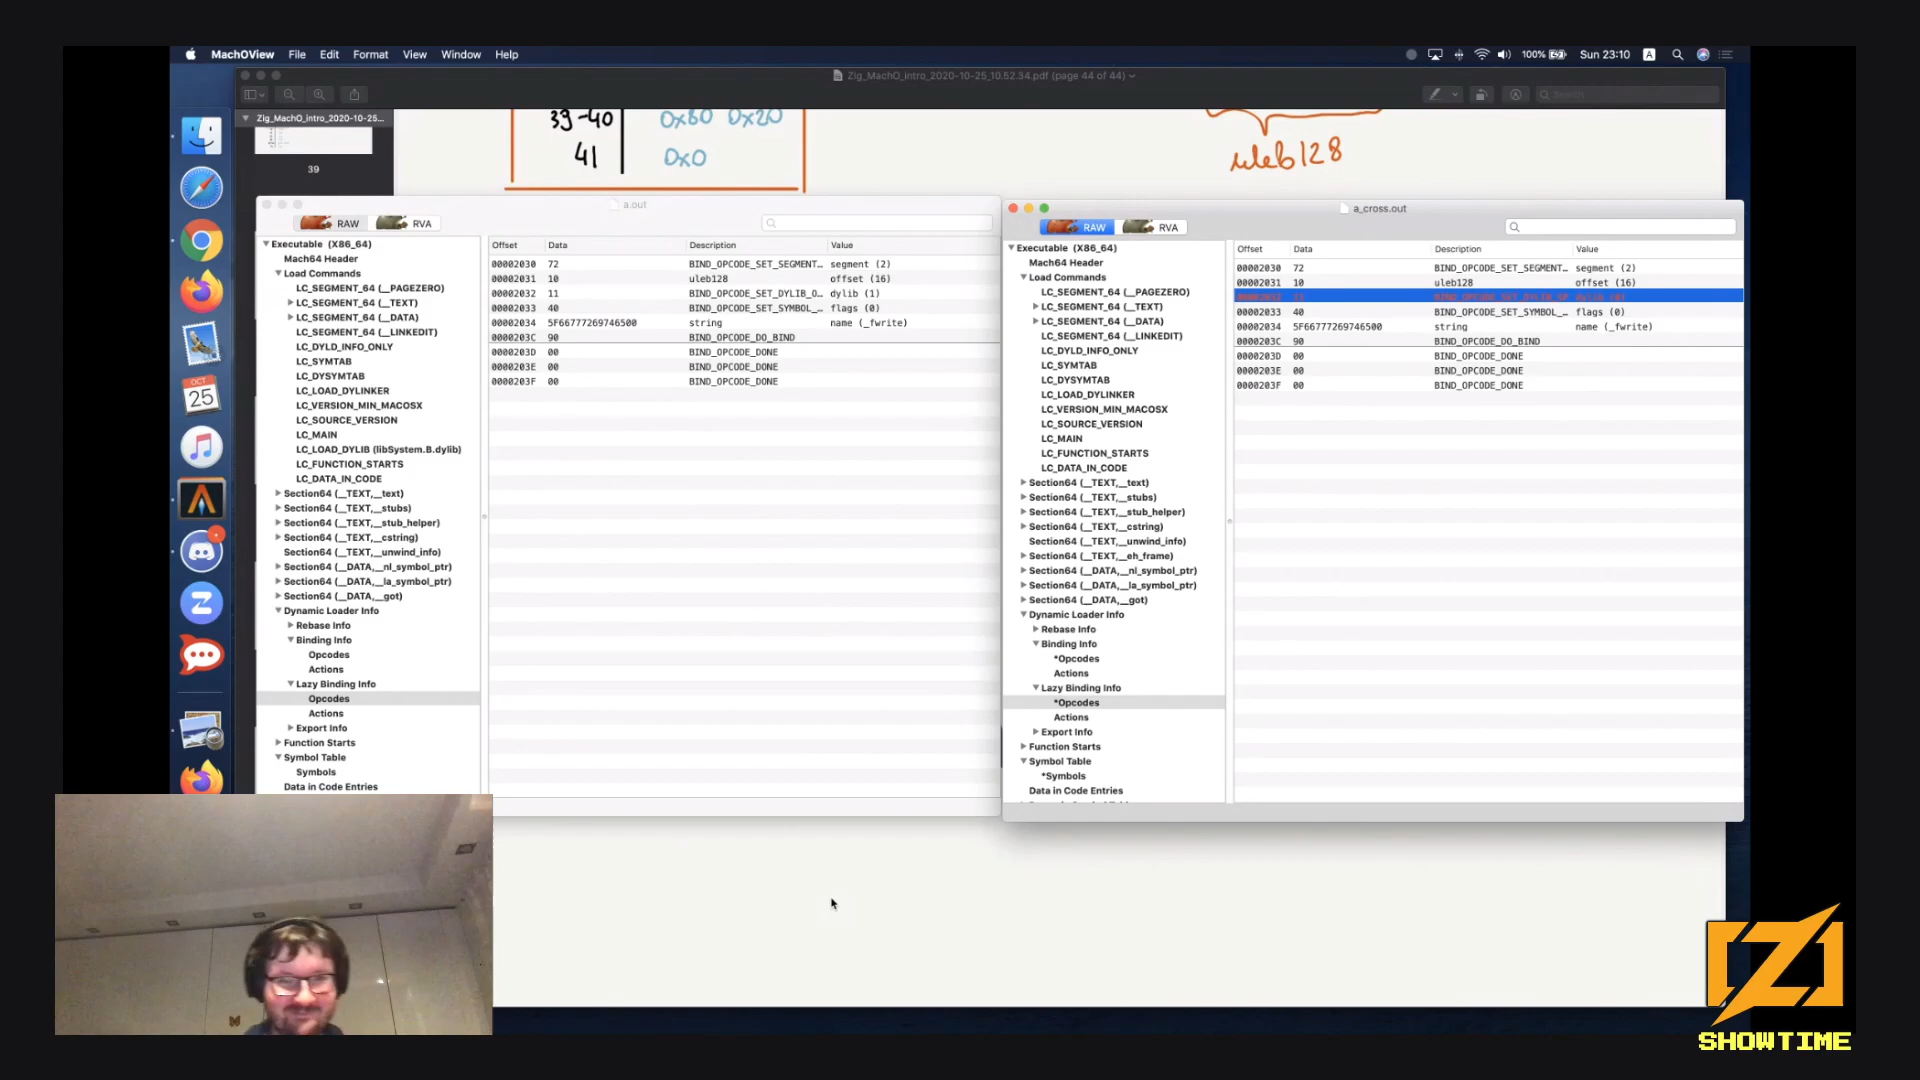 MachOView File Edit Format View Window Help
100% Sun 23:10 A
Zig_MachO_intro_2020-10-25_10.52.34.pdf (page 44 of 44)
Search
Zig_MachO_intro_2020-10-25...
39
39-40 0x80 0x20
41 0x0
uleb128
OCT
25
a.out
RAW RVA
Executable (X86_64)
Mach64 Header
Load Commands
LC_SEGMENT_64 (__PAGEZERO)
LC_SEGMENT_64 (__TEXT)
LC_SEGMENT_64 (__DATA)
LC_SEGMENT_64 (__LINKEDIT)
LC_DYLD_INFO_ONLY
LC_SYMTAB
LC_DYSYMTAB
LC_LOAD_DYLINKER
LC_VERSION_MIN_MACOSX
LC_SOURCE_VERSION
LC_MAIN
LC_LOAD_DYLIB (libSystem.B.dylib)
LC_FUNCTION_STARTS
LC_DATA_IN_CODE
Section64 (__TEXT,__text)
Section64 (__TEXT,__stubs)
Section64 (__TEXT,__stub_helper)
Section64 (__TEXT,__cstring)
Section64 (__TEXT,__unwind_info)
Section64 (__DATA,__nl_symbol_ptr)
Section64 (__DATA,__la_symbol_ptr)
Section64 (__DATA,__got)
Dynamic Loader Info
Rebase Info
Binding Info
Opcodes
Actions
Lazy Binding Info
Opcodes
Actions
Export Info
Function Starts
Symbol Table
Symbols
Data in Code Entries
Offset Data Description Value
00002030 72 BIND_OPCODE_SET_SEGMENT... segment (2)
00002031 10 uleb128 offset (16)
00002032 11 BIND_OPCODE_SET_DYLIB_O... dylib (1)
00002033 40 BIND_OPCODE_SET_SYMBOL_... flags (0)
00002034 5F66777269746500 string name (_fwrite)
0000203C 90 BIND_OPCODE_DO_BIND
0000203D 00 BIND_OPCODE_DONE
0000203E 00 BIND_OPCODE_DONE
0000203F 00 BIND_OPCODE_DONE
a_cross.out
RAW RVA
Executable (X86_64)
Mach64 Header
Load Commands
LC_SEGMENT_64 (__PAGEZERO)
LC_SEGMENT_64 (__TEXT)
LC_SEGMENT_64 (__DATA)
LC_SEGMENT_64 (__LINKEDIT)
LC_DYLD_INFO_ONLY
LC_SYMTAB
LC_DYSYMTAB
LC_LOAD_DYLINKER
LC_VERSION_MIN_MACOSX
LC_SOURCE_VERSION
LC_MAIN
LC_FUNCTION_STARTS
LC_DATA_IN_CODE
Section64 (__TEXT,__text)
Section64 (__TEXT,__stubs)
Section64 (__TEXT,__stub_helper)
Section64 (__TEXT,__cstring)
Section64 (__TEXT,__unwind_info)
Section64 (__TEXT,__eh_frame)
Section64 (__DATA,__nl_symbol_ptr)
Section64 (__DATA,__la_symbol_ptr)
Section64 (__DATA,__got)
Dynamic Loader Info
Rebase Info
Binding Info
*Opcodes
Actions
Lazy Binding Info
*Opcodes
Actions
Export Info
Function Starts
Symbol Table
*Symbols
Data in Code Entries
Offset Data Description Value
00002030 72 BIND_OPCODE_SET_SEGMENT... segment (2)
00002031 10 uleb128 offset (16)
00002032 11
00002033 40 BIND_OPCODE_SET_SYMBOL_... flags (0)
00002034 5F66777269746500 string name (_fwrite)
0000203C 90 BIND_OPCODE_DO_BIND
0000203D 00 BIND_OPCODE_DONE
0000203E 00 BIND_OPCODE_DONE
0000203F 00 BIND_OPCODE_DONE
SHOWTIME